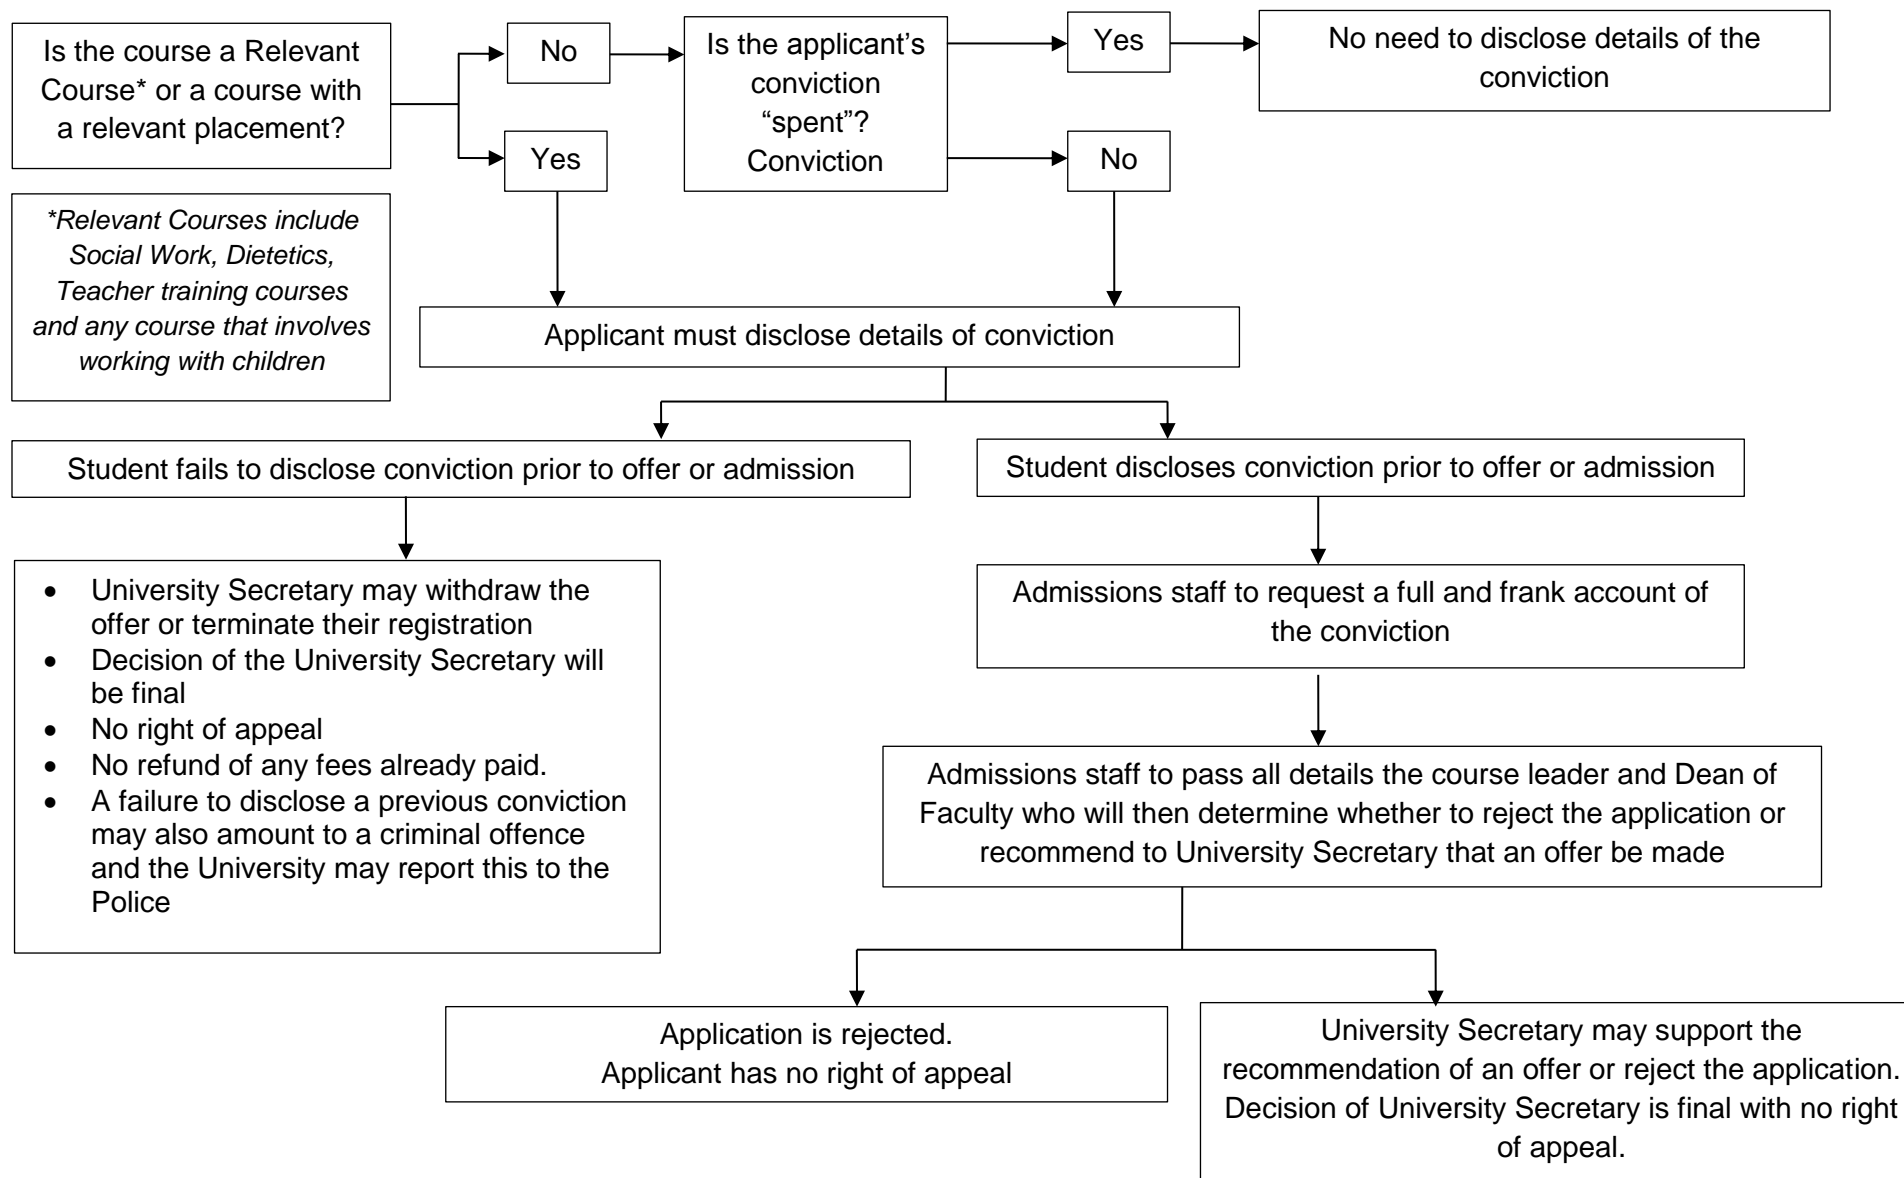 Is the course a Relevant
Course* or a course with
a relevant placement?
No
Yes
Is the applicant’s
conviction
“spent”?
Conviction
Yes
No
No need to disclose details of the
conviction
*Relevant Courses include
Social Work, Dietetics,
Teacher training courses
and any course that involves
working with children
Applicant must disclose details of conviction
Student fails to disclose conviction prior to offer or admission
Student discloses conviction prior to offer or admission
• University Secretary may withdraw the
offer or terminate their registration
• Decision of the University Secretary will
be final
• No right of appeal
• No refund of any fees already paid.
• A failure to disclose a previous conviction
may also amount to a criminal offence
and the University may report this to the
Police
Admissions staff to request a full and frank account of
the conviction
Admissions staff to pass all details the course leader and Dean of
Faculty who will then determine whether to reject the application or
recommend to University Secretary that an offer be made
Application is rejected.
Applicant has no right of appeal
University Secretary may support the
recommendation of an offer or reject the application.
Decision of University Secretary is final with no right
of appeal.